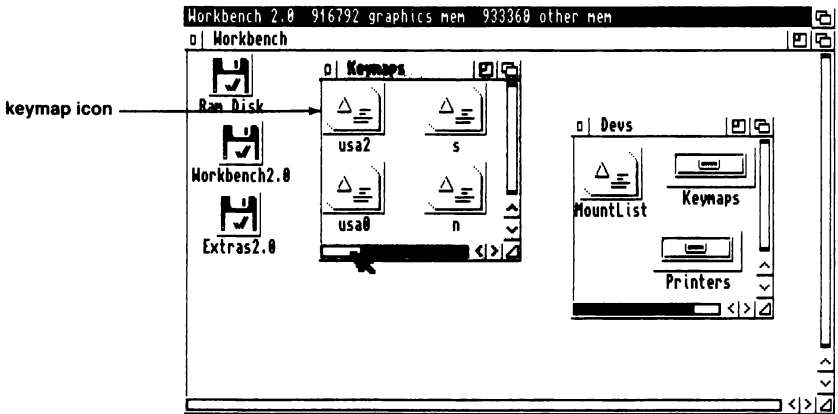 Workbench 2.0 916792 graphics mem 933360 other mem
Workbench
Keymaps
keymap icon
Ram Disk
usa2
s
Devs
Workbench2.0
MountList
Keymaps
usa0
n
Extras2.0
Printers